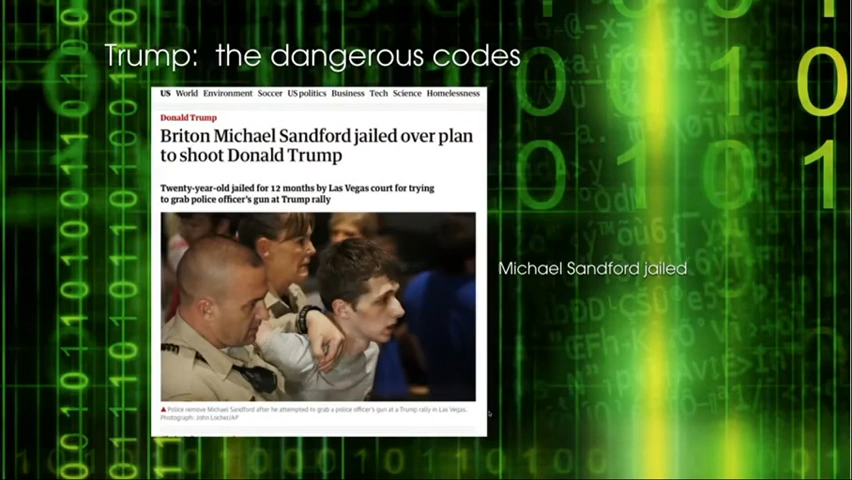 Trump: the dangerous codes
US World Environment Soccer US politics Business Tech Science Homelessness
Donald Trump
Briton Michael Sandford jailed over plan
to shoot Donald Trump
Twenty-year-old jailed for 12 months by Las Vegas court for trying
to grab police officer's gun at Trump rally
Police remove Michael Sandford after he attempted to grab a police officer's gun at a Trump rally in Las Vegas.
Photograph: John Locher/AP
Michael Sandford jailed